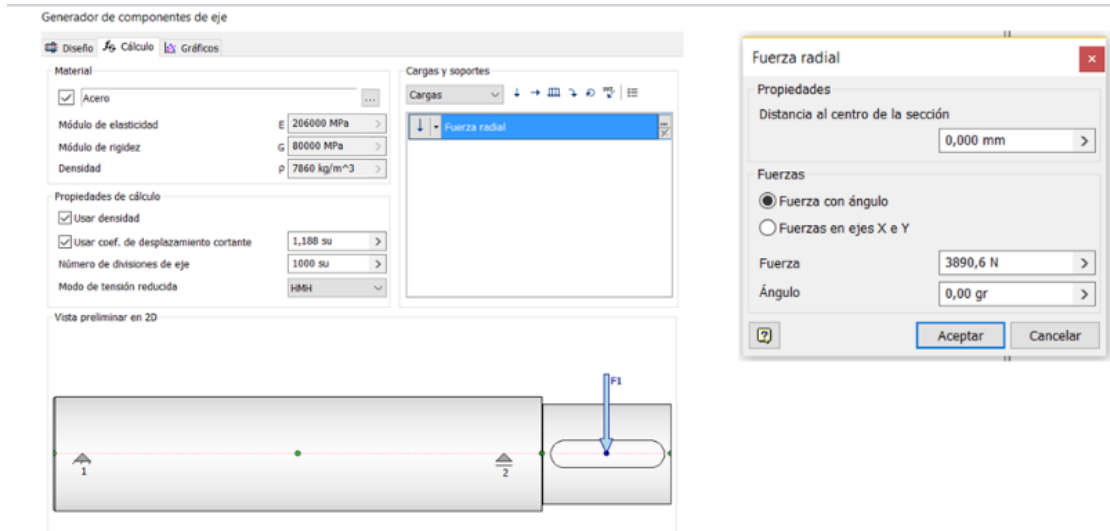 Generador de componentes de eje
Diseño
Cálculo
Gráficos
Material
Acero
...
Módulo de elasticidad E 206000 MPa
Módulo de rigidez G 80000 MPa
Densidad ρ 7860 kg/m^3
Propiedades de cálculo
Usar densidad
Usar coef. de desplazamiento cortante 1,188 su
Número de divisiones de eje 1000 su
Modo de tensión reducida HMH
Cargas y soportes
Cargas
Fuerza radial
Vista preliminar en 2D
F1
1
2
Fuerza radial
Propiedades
Distancia al centro de la sección
0,000 mm
Fuerzas
Fuerza con ángulo
Fuerzas en ejes X e Y
Fuerza 3890,6 N
Ángulo 0,00 gr
Aceptar Cancelar